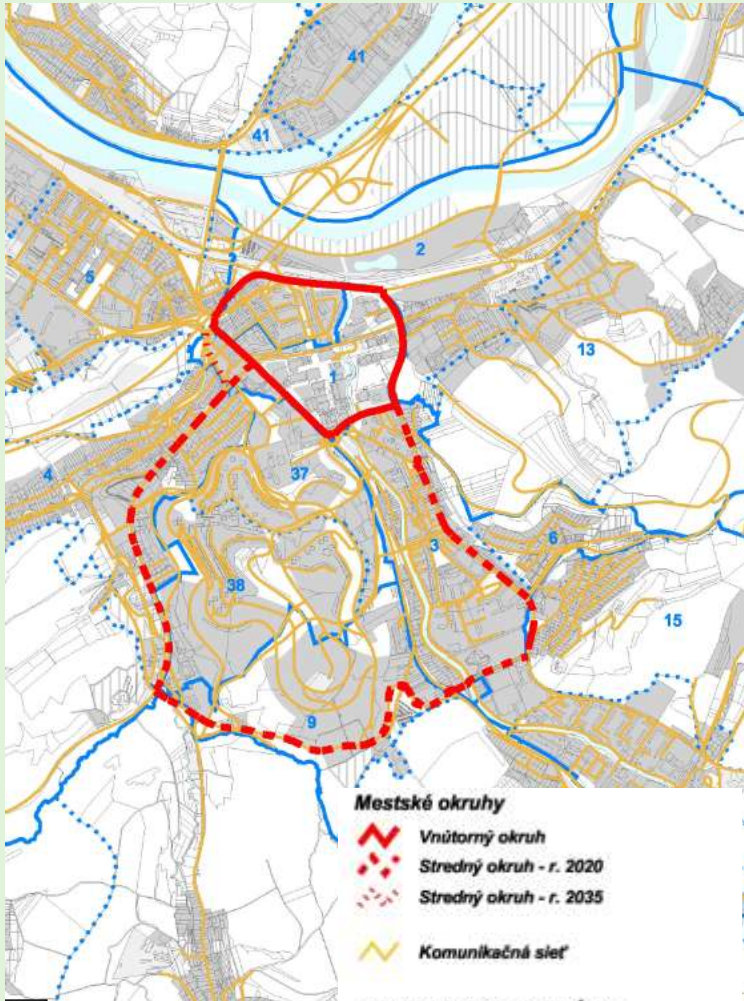 41
41
2
5
13
1
4
37
3
6
38
15
9
Mestské okruhy
Vnútorný okruh
Stredný okruh - r. 2020
Stredný okruh - r. 2035
Komunikačná sieť